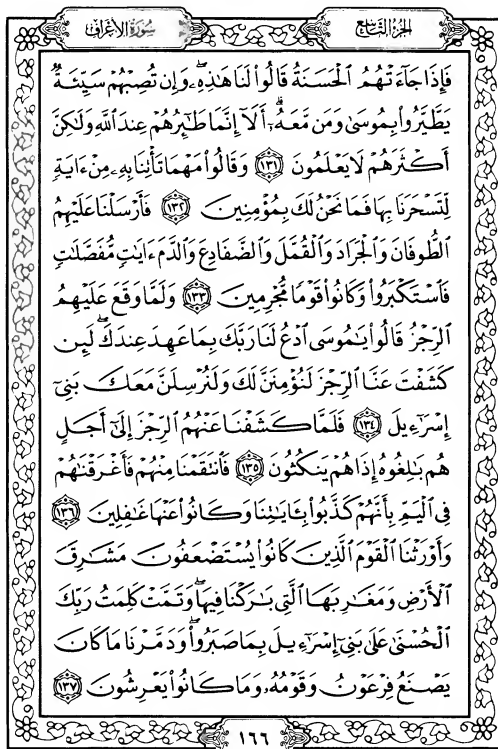 الجزء التاسع
سورة الأعراف
فَإِذَا جَآءَتْهُمُ ٱلْحَسَنَةُ قَالُوا۟ لَنَا هَـٰذِهِۦ ۖ وَإِن تُصِبْهُمْ سَيِّئَةٌ
يَطَّيَّرُوا۟ بِمُوسَىٰ وَمَن مَّعَهُۥٓ ۗ أَلَآ إِنَّمَا طَـٰٓئِرُهُمْ عِندَ ٱللَّهِ وَلَـٰكِنَّ
أَكْثَرَهُمْ لَا يَعْلَمُونَ ﴿١٣١﴾ وَقَالُوا۟ مَهْمَا تَأْتِنَا بِهِۦ مِنْ ءَايَةٍ
لِّتَسْحَرَنَا بِهَا فَمَا نَحْنُ لَكَ بِمُؤْمِنِينَ ﴿١٣٢﴾ فَأَرْسَلْنَا عَلَيْهِمُ
ٱلطُّوفَانَ وَٱلْجَرَادَ وَٱلْقُمَّلَ وَٱلضَّفَادِعَ وَٱلدَّمَ ءَايَـٰتٍ مُّفَصَّلَـٰتٍ
فَٱسْتَكْبَرُوا۟ وَكَانُوا۟ قَوْمًا مُّجْرِمِينَ ﴿١٣٣﴾ وَلَمَّا وَقَعَ عَلَيْهِمُ
ٱلرِّجْزُ قَالُوا۟ يَـٰمُوسَى ٱدْعُ لَنَا رَبَّكَ بِمَا عَهِدَ عِندَكَ ۖ لَئِن
كَشَفْتَ عَنَّا ٱلرِّجْزَ لَنُؤْمِنَنَّ لَكَ وَلَنُرْسِلَنَّ مَعَكَ بَنِىٓ
إِسْرَٰٓءِيلَ ﴿١٣٤﴾ فَلَمَّا كَشَفْنَا عَنْهُمُ ٱلرِّجْزَ إِلَىٰٓ أَجَلٍ
هُم بَـٰلِغُوهُ إِذَا هُمْ يَنكُثُونَ ﴿١٣٥﴾ فَٱنتَقَمْنَا مِنْهُمْ فَأَغْرَقْنَـٰهُمْ
فِى ٱلْيَمِّ بِأَنَّهُمْ كَذَّبُوا۟ بِـَٔايَـٰتِنَا وَكَانُوا۟ عَنْهَا غَـٰفِلِينَ ﴿١٣٦﴾
وَأَوْرَثْنَا ٱلْقَوْمَ ٱلَّذِينَ كَانُوا۟ يُسْتَضْعَفُونَ مَشَـٰرِقَ
ٱلْأَرْضِ وَمَغَـٰرِبَهَا ٱلَّتِى بَـٰرَكْنَا فِيهَا ۖ وَتَمَّتْ كَلِمَتُ رَبِّكَ
ٱلْحُسْنَىٰ عَلَىٰ بَنِىٓ إِسْرَٰٓءِيلَ بِمَا صَبَرُوا۟ ۖ وَدَمَّرْنَا مَا كَانَ
يَصْنَعُ فِرْعَوْنُ وَقَوْمُهُۥ وَمَا كَانُوا۟ يَعْرِشُونَ ﴿١٣٧﴾
١٦٦